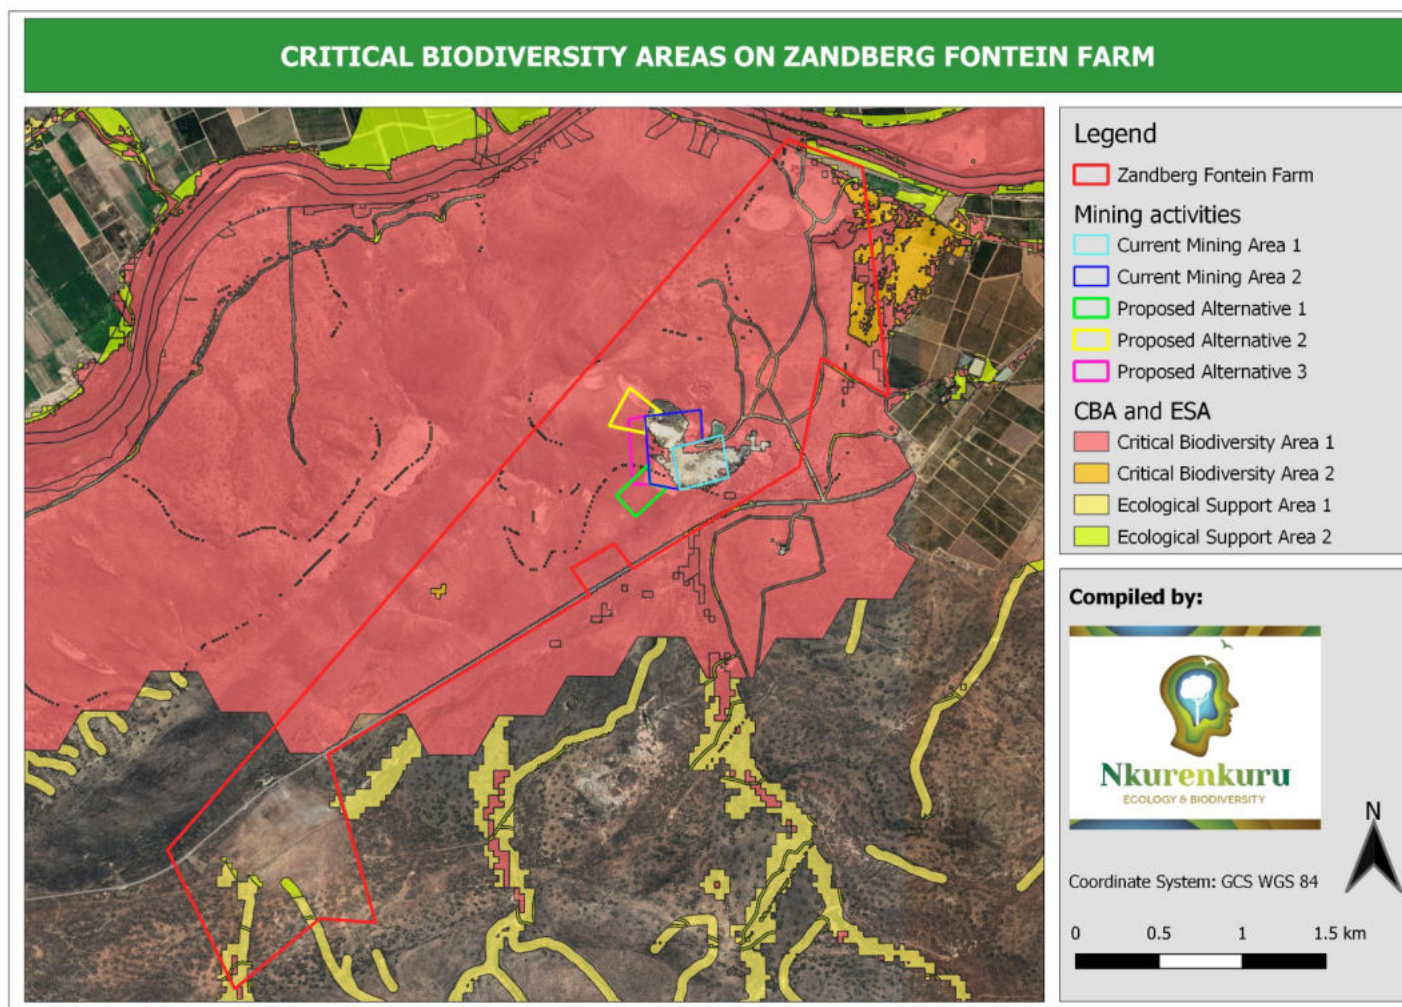 CRITICAL BIODIVERSITY AREAS ON ZANDBERG FONTEIN FARM
Legend
Zandberg Fontein Farm
Mining activities
Current Mining Area 1
Current Mining Area 2
Proposed Alternative 1
Proposed Alternative 2
Proposed Alternative 3
CBA and ESA
Critical Biodiversity Area 1
Critical Biodiversity Area 2
Ecological Support Area 1
Ecological Support Area 2
Compiled by:
Nkurenkuru
ECOLOGY & BIODIVERSITY
N
Coordinate System: GCS WGS 84
0 0.5 1 1.5 km